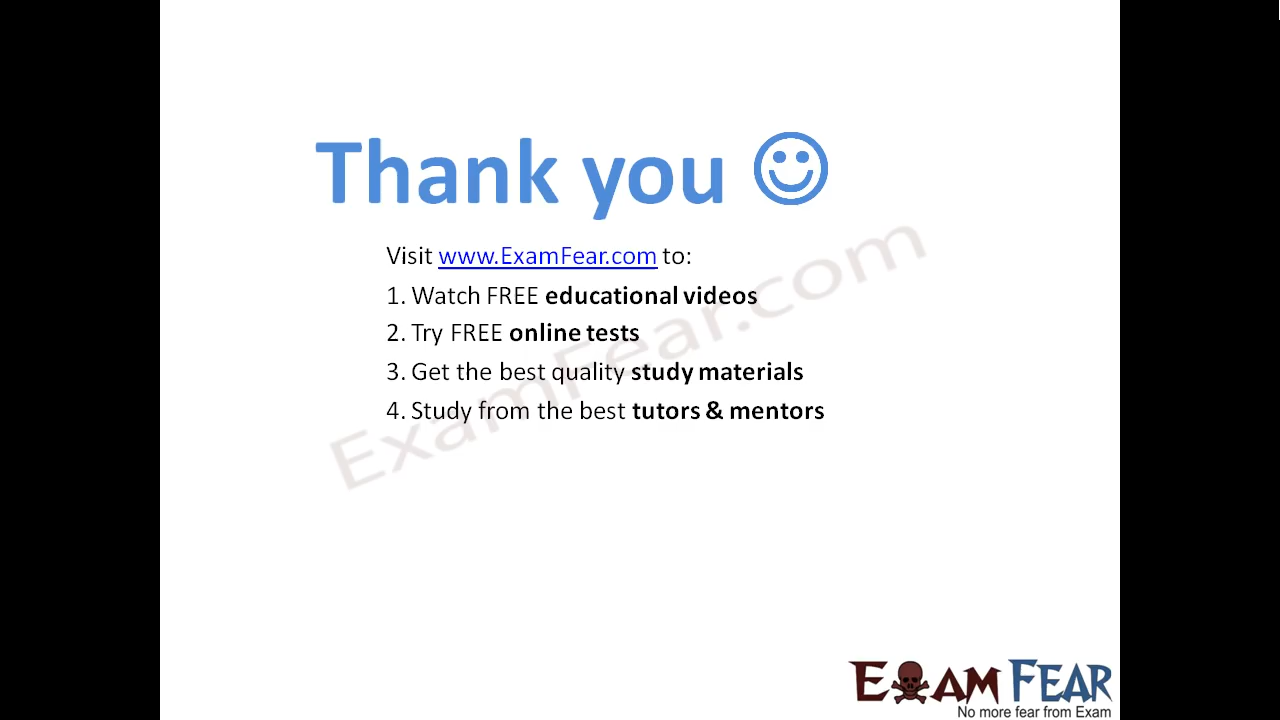 Thank you
Visit www.ExamFear.com to:
1. Watch FREE educational videos
2. Try FREE online tests
3. Get the best quality study materials
4. Study from the best tutors & mentors
ExamFear.com
EXAM FEAR
No more fear from Exam